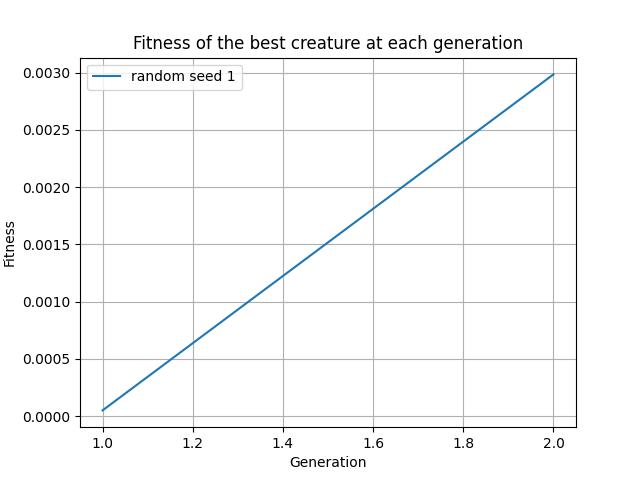 Fitness of the best creature at each generation
random seed 1
0.0030
0.0025
0.0020
0.0015
0.0010
0.0005
0.0000
Fitness
1.0 1.2 1.4 1.6 1.8 2.0
Generation